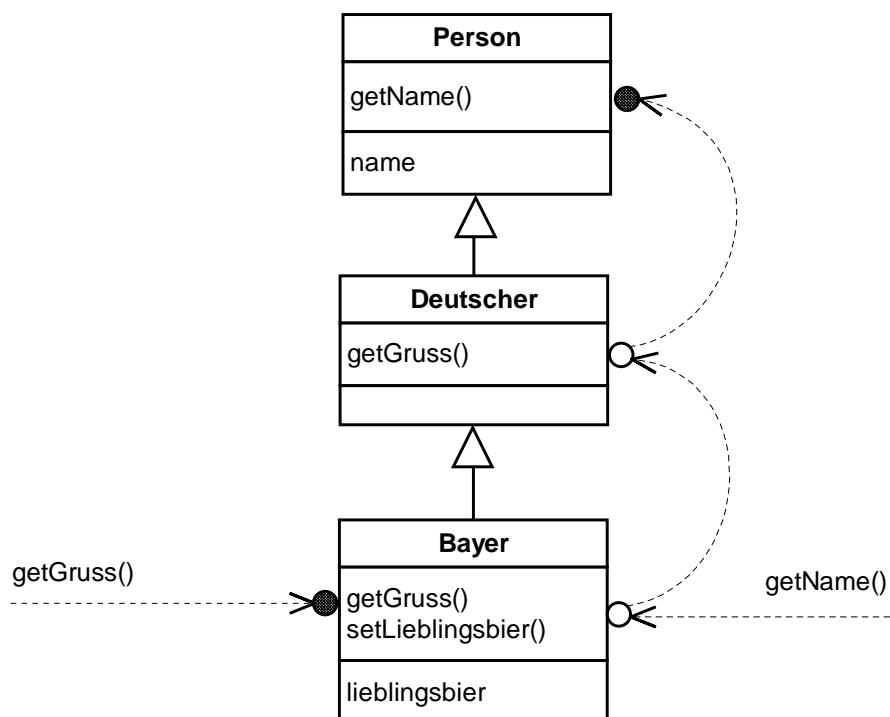 Person
getName()
name
Deutscher
getGruss()
Bayer
getGruss()
getGruss()
setLieblingsbier()
getName()
lieblingsbier